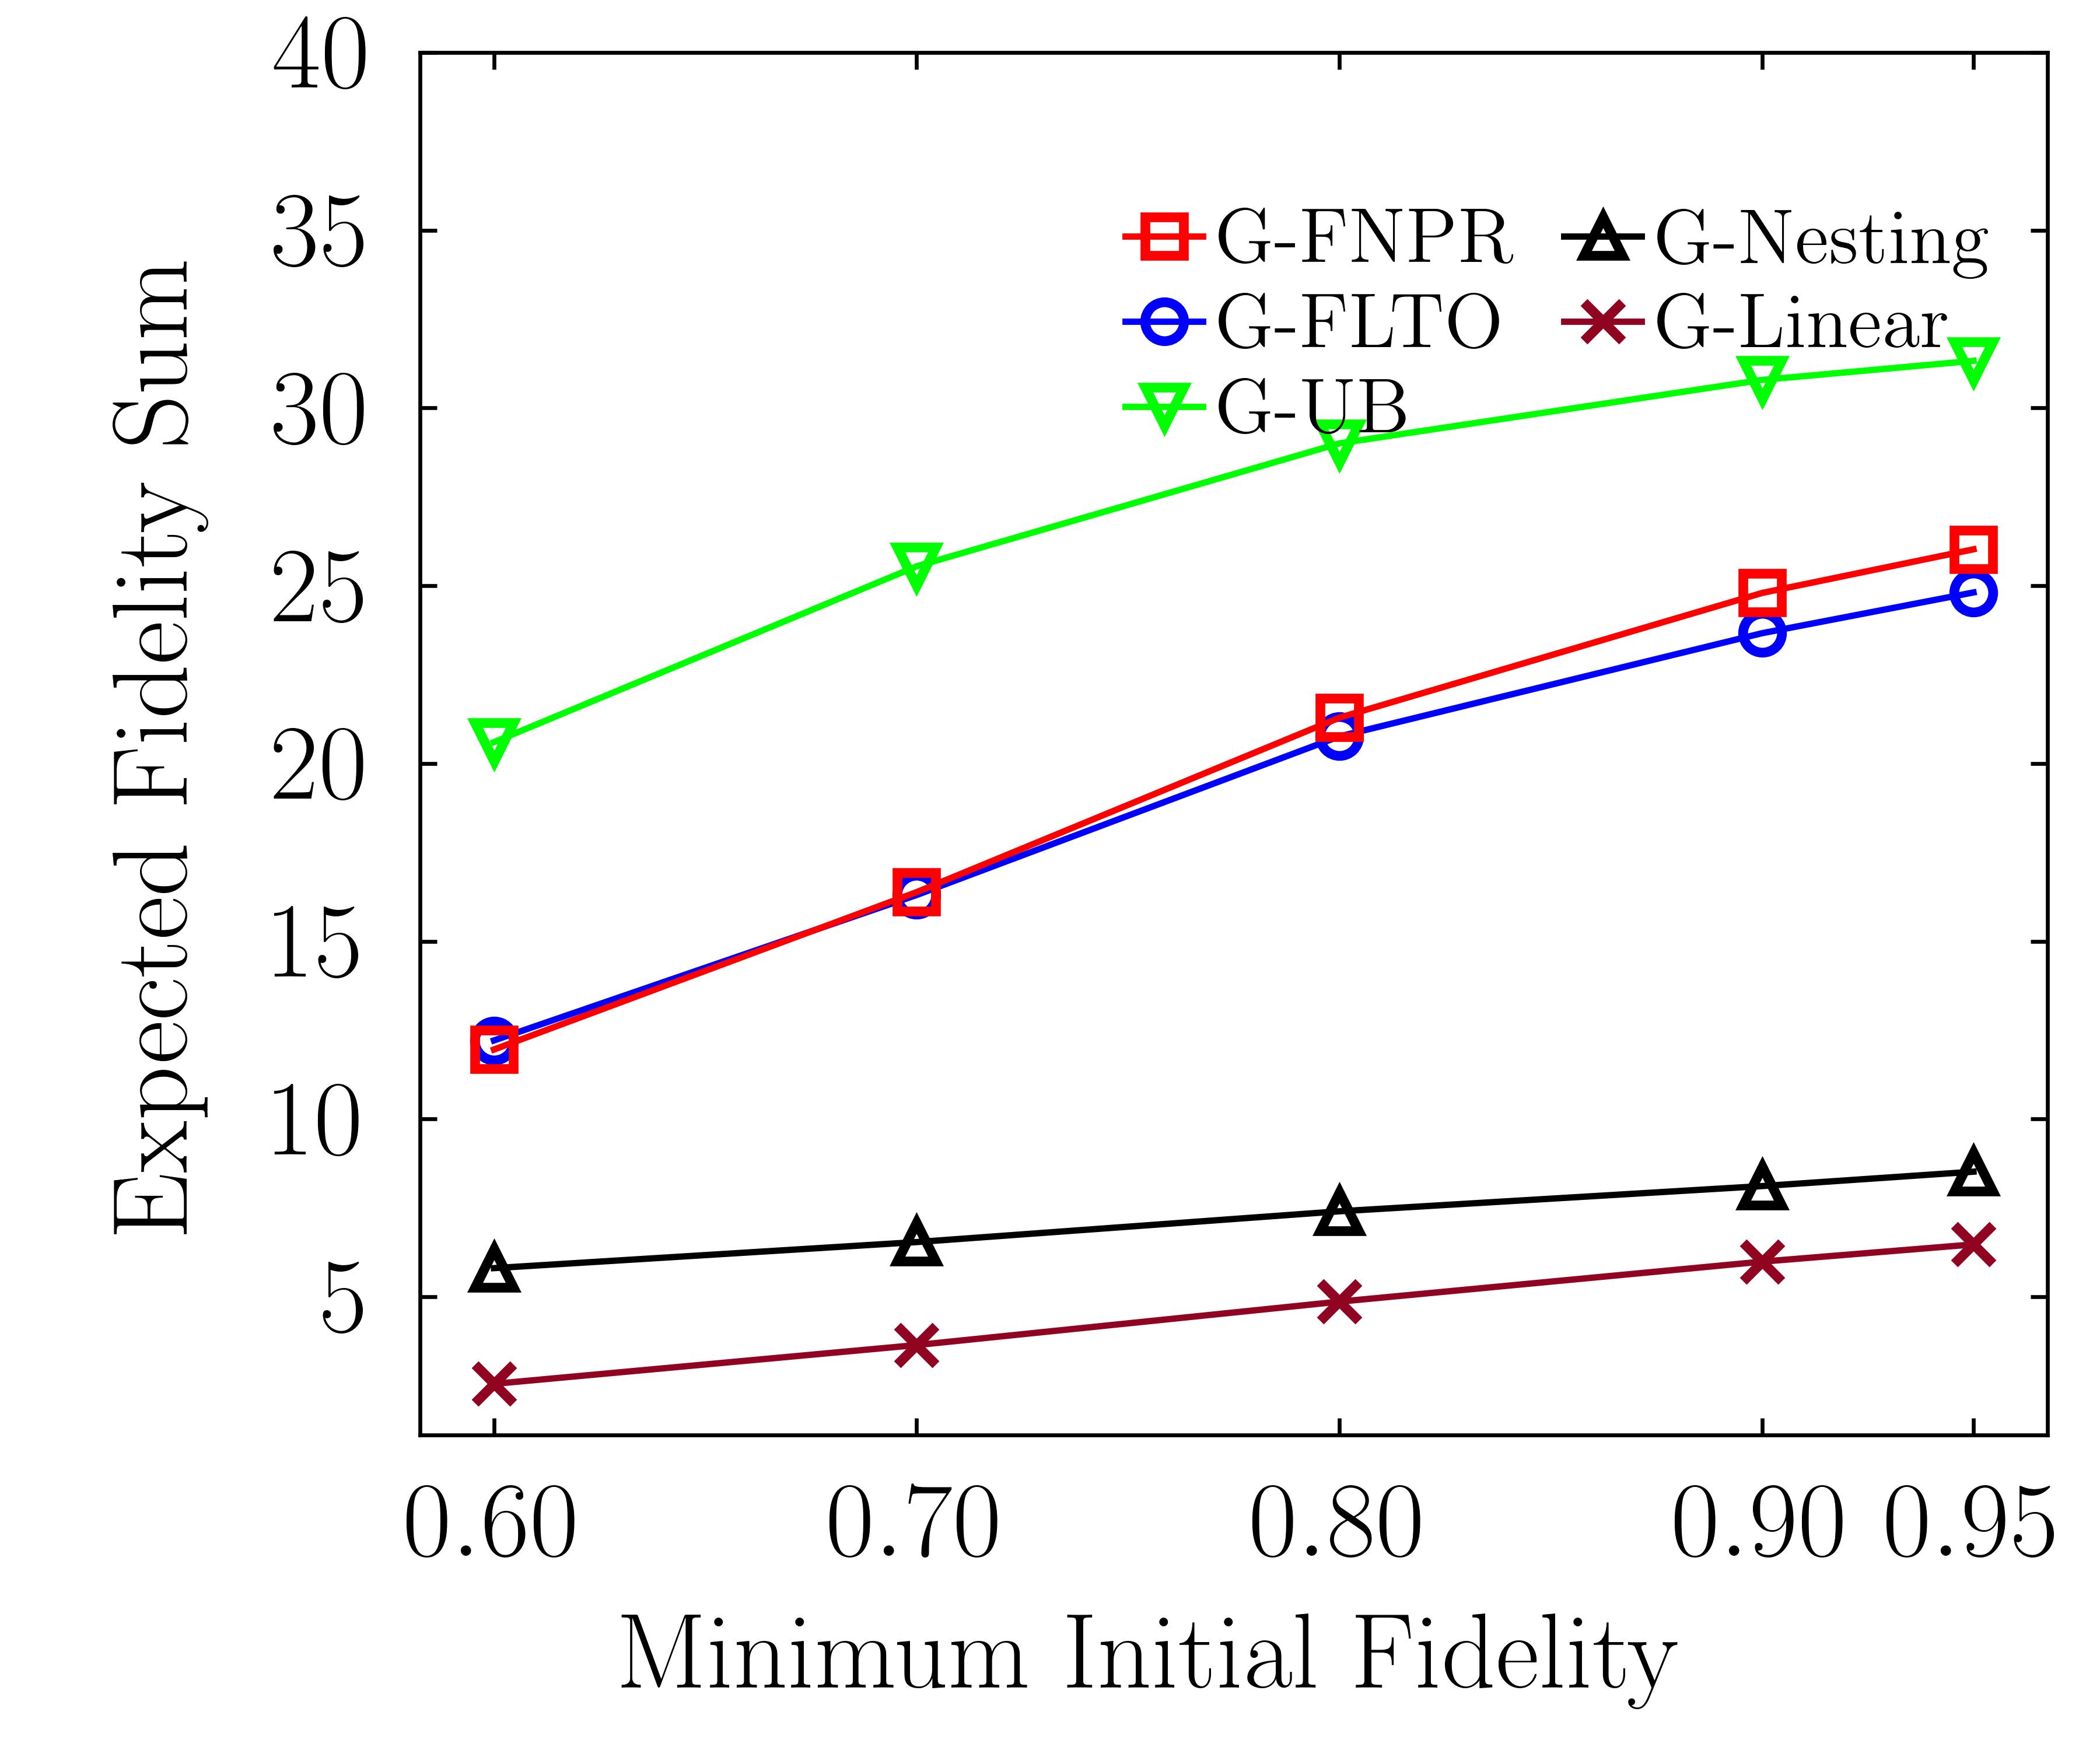 40
35
30
25
20
15
10
5
Expected Fidelity Sum
G-FNPR
G-FLTO
G-UB
G-Nesting
G-Linear
0.60 0.70 0.80 0.90 0.95
Minimum Initial Fidelity